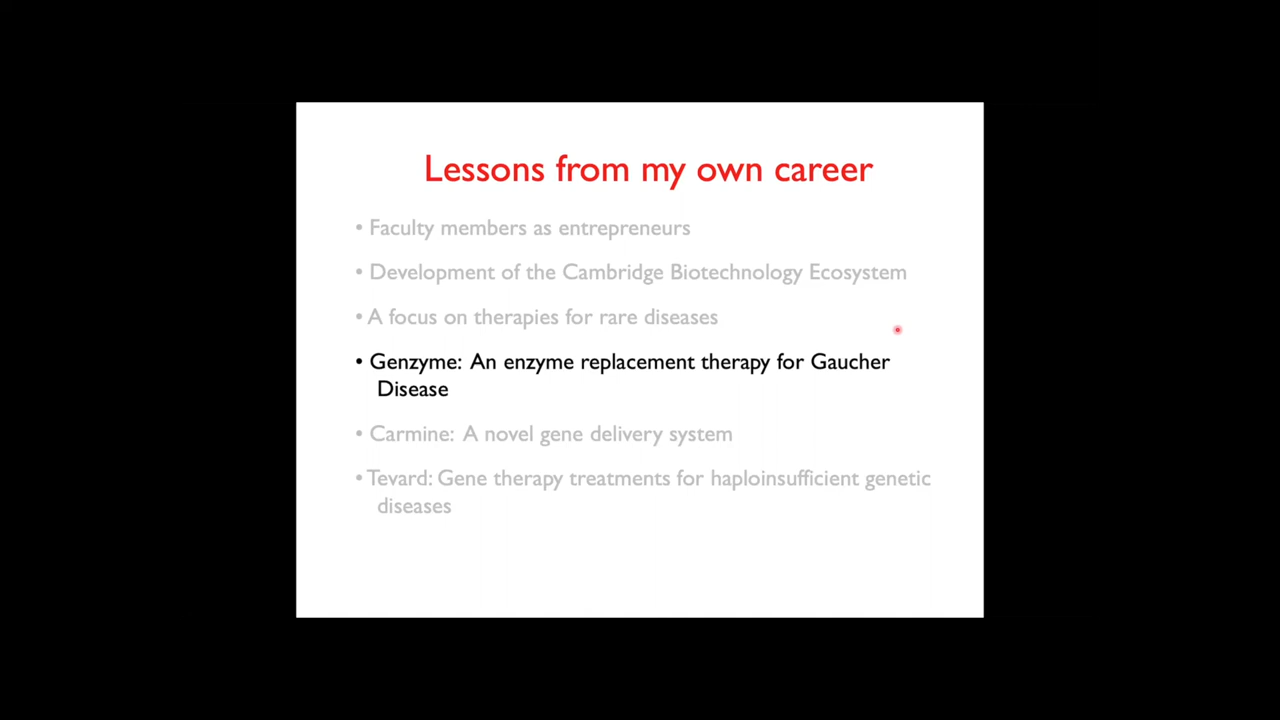 Lessons from my own career
• Faculty members as entrepreneurs
• Development of the Cambridge Biotechnology Ecosystem
• A focus on therapies for rare diseases
• Genzyme: An enzyme replacement therapy for Gaucher
Disease
• Carmine: A novel gene delivery system
• Tevard: Gene therapy treatments for haploinsufficient genetic
diseases